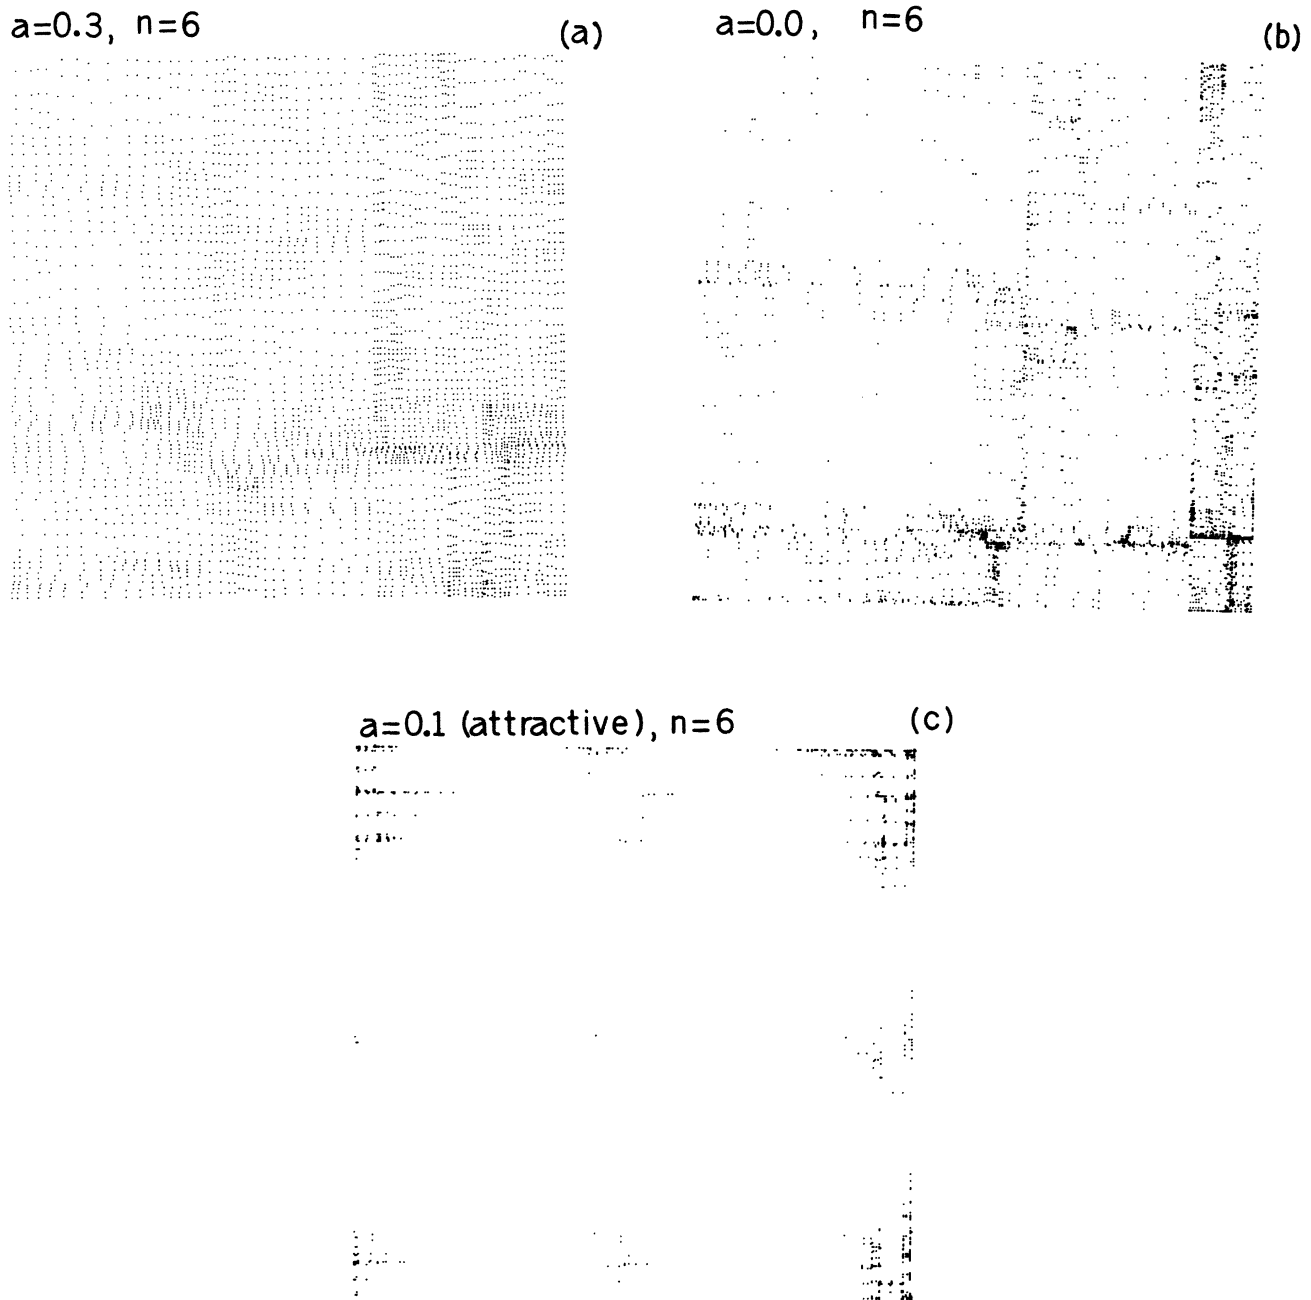 a=0.3, n=6 (a)
a=0.0, n=6 (b)
a=0.1 (attractive), n=6 (c)